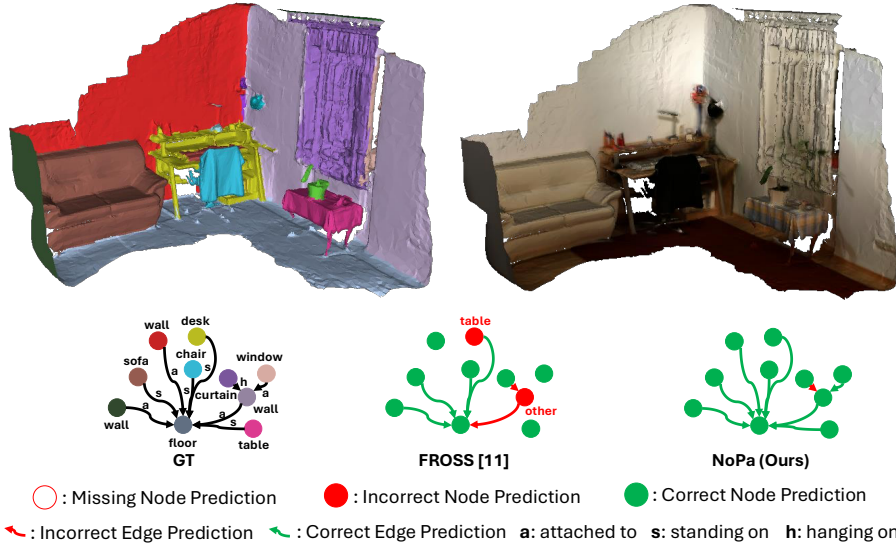 wall desk table
sofa chair window
a s
s a s h
curtain a
a s a wall other
wall floor s table
GT FROSS [11] NoPa (Ours)
: Missing Node Prediction : Incorrect Node Prediction : Correct Node Prediction
: Incorrect Edge Prediction : Correct Edge Prediction a: attached to s: standing on h: hanging on